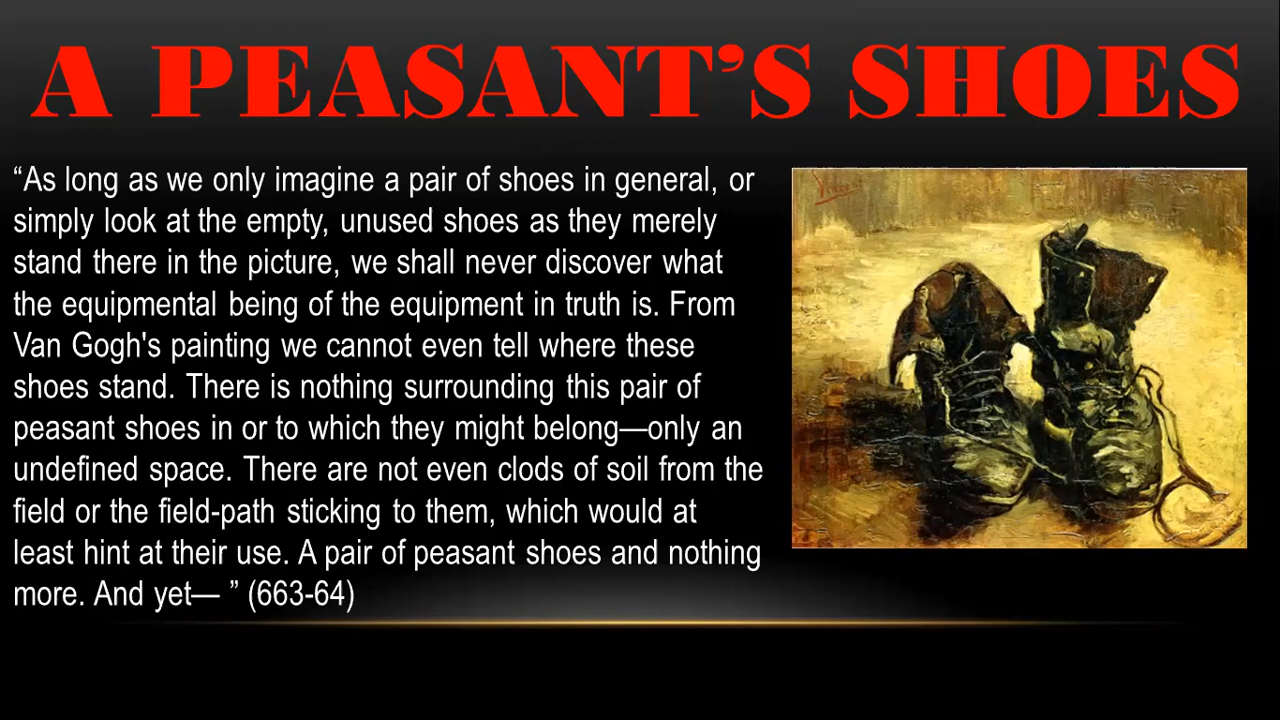 A PEASANT’S SHOES
“As long as we only imagine a pair of shoes in general, or
simply look at the empty, unused shoes as they merely
stand there in the picture, we shall never discover what
the equipmental being of the equipment in truth is. From
Van Gogh's painting we cannot even tell where these
shoes stand. There is nothing surrounding this pair of
peasant shoes in or to which they might belong—only an
undefined space. There are not even clods of soil from the
field or the field-path sticking to them, which would at
least hint at their use. A pair of peasant shoes and nothing
more. And yet— ” (663-64)